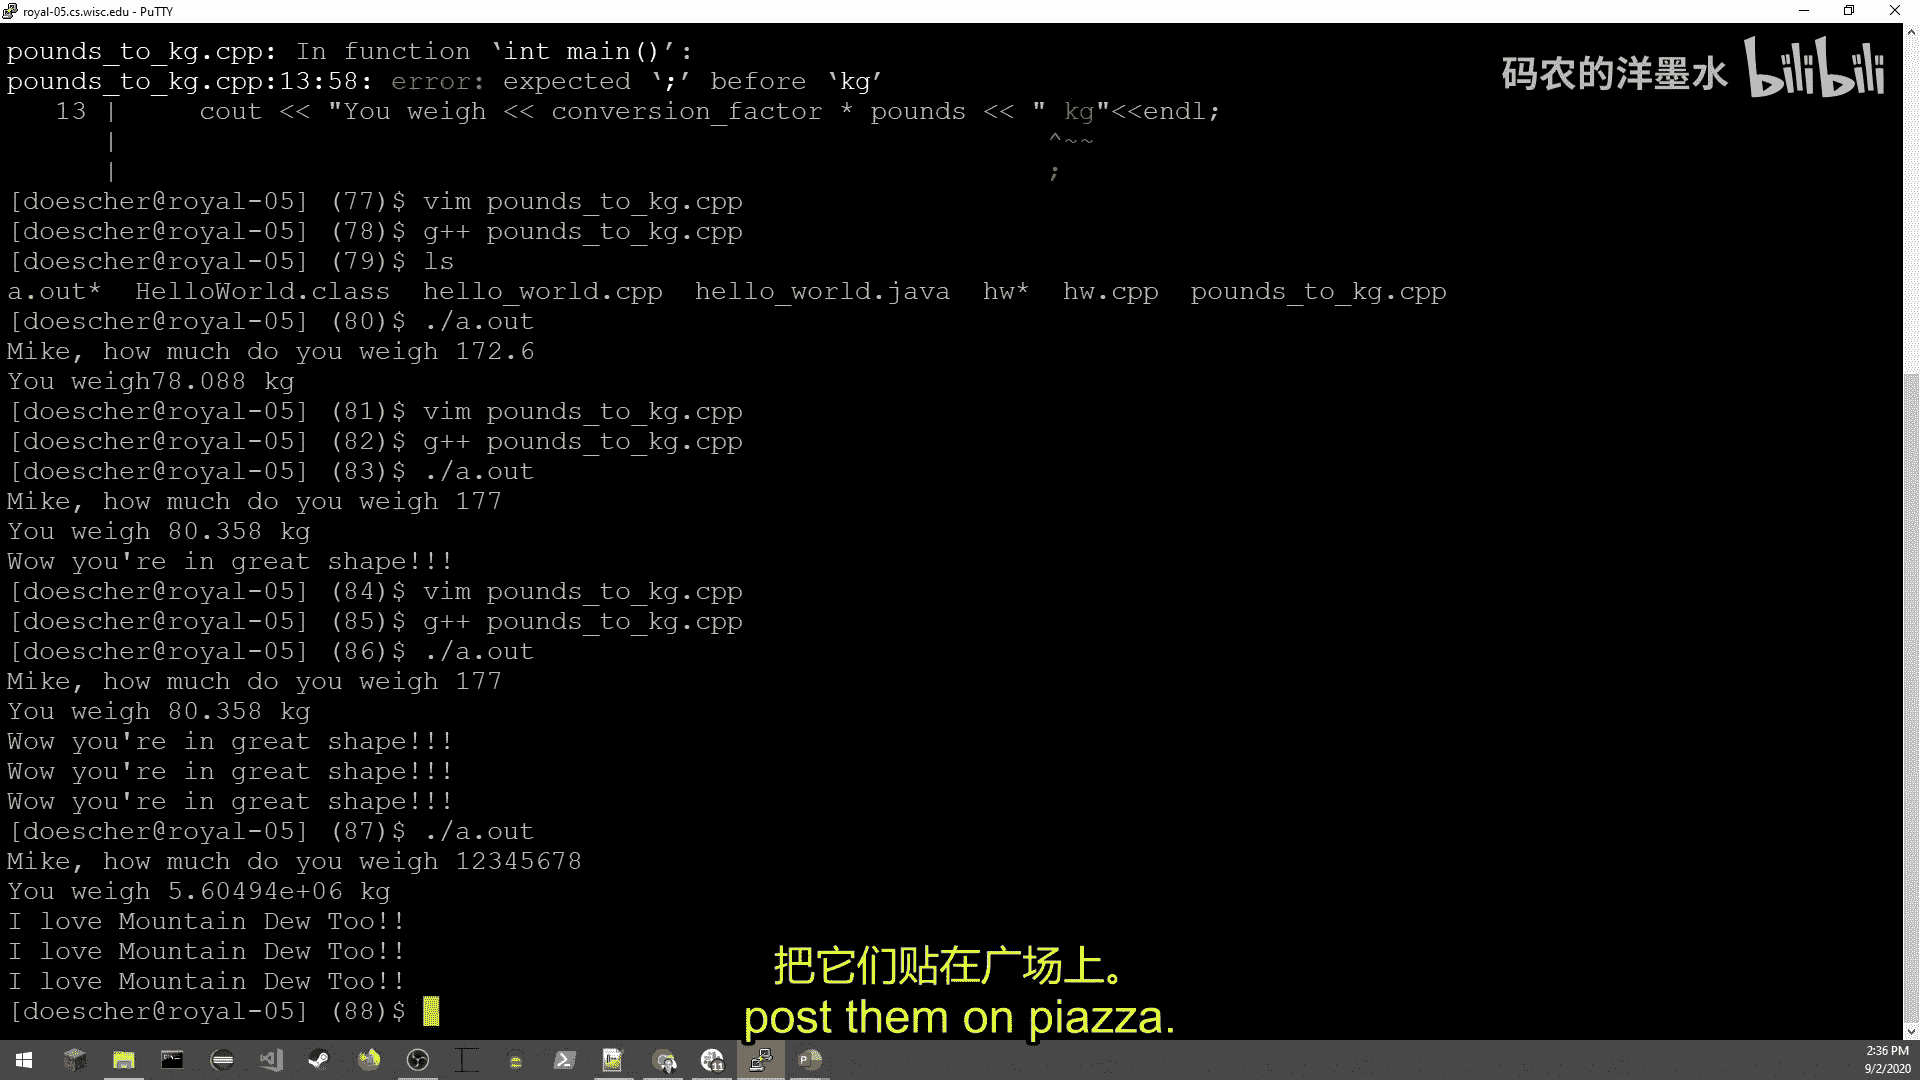 royal-05.cs.wisc.edu - PuTTY
pounds_to_kg.cpp: In function ‘int main()’:
pounds_to_kg.cpp:13:58: error: expected ‘;’ before ‘kg’
13 | cout << "You weigh << conversion_factor * pounds << " kg"<<endl;
| ^~~
| ;
[doescher@royal-05] (77)$ vim pounds_to_kg.cpp
[doescher@royal-05] (78)$ g++ pounds_to_kg.cpp
[doescher@royal-05] (79)$ ls
a.out* HelloWorld.class hello_world.cpp hello_world.java hw* hw.cpp pounds_to_kg.cpp
[doescher@royal-05] (80)$ ./a.out
Mike, how much do you weigh 172.6
You weigh78.088 kg
[doescher@royal-05] (81)$ vim pounds_to_kg.cpp
[doescher@royal-05] (82)$ g++ pounds_to_kg.cpp
[doescher@royal-05] (83)$ ./a.out
Mike, how much do you weigh 177
You weigh 80.358 kg
Wow you're in great shape!!!
[doescher@royal-05] (84)$ vim pounds_to_kg.cpp
[doescher@royal-05] (85)$ g++ pounds_to_kg.cpp
[doescher@royal-05] (86)$ ./a.out
Mike, how much do you weigh 177
You weigh 80.358 kg
Wow you're in great shape!!!
Wow you're in great shape!!!
Wow you're in great shape!!!
[doescher@royal-05] (87)$ ./a.out
Mike, how much do you weigh 12345678
You weigh 5.60494e+06 kg
I love Mountain Dew Too!!
I love Mountain Dew Too!!
I love Mountain Dew Too!!
[doescher@royal-05] (88)$
码农的洋墨水 bilibili
把它们贴在广场上。
post them on piazza.
11
2:36 PM
9/2/2020